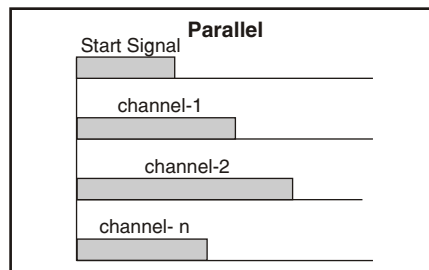 Parallel
Start Signal
channel-1
channel-2
channel- n